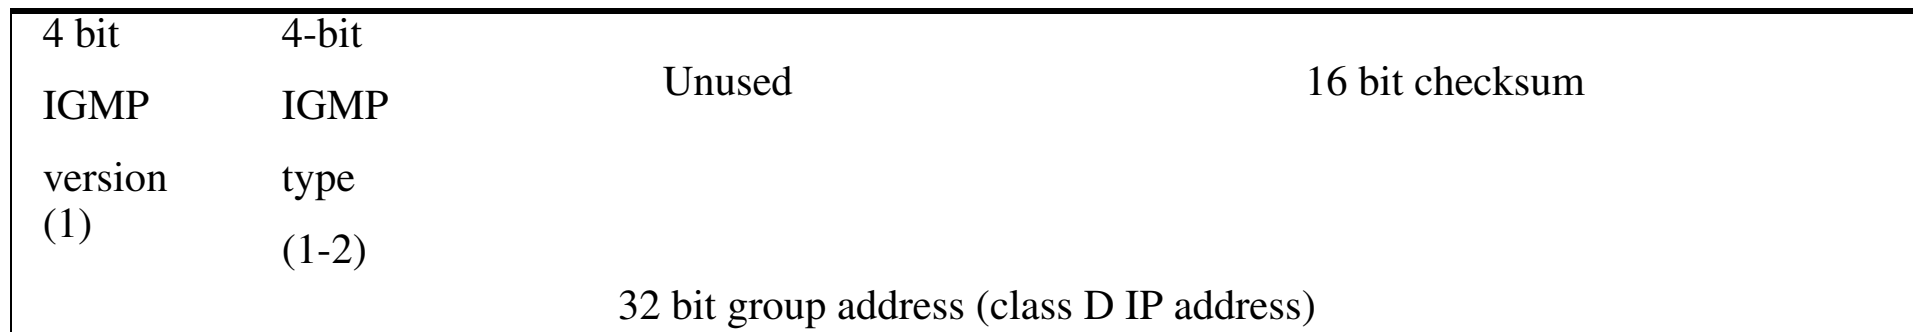 4 bit
IGMP
version
(1)
4-bit
IGMP
type
(1-2)
Unused
16 bit checksum
32 bit group address (class D IP address)